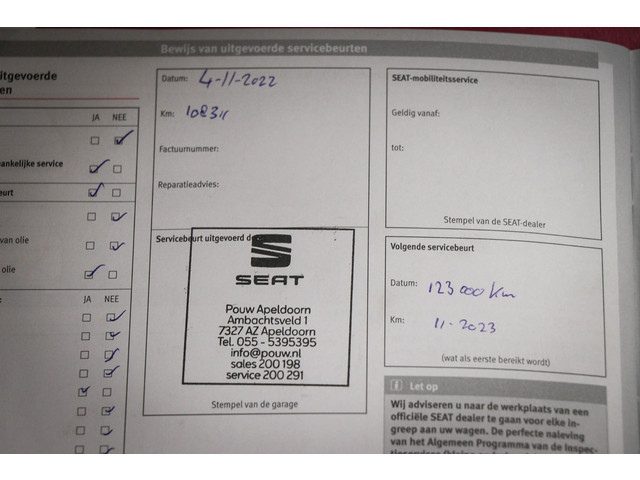 Bewijs van uitgevoerde servicebeurten
itgevoerde
en
JA NEE
ankelijke service
eurt
van olie
olie
JA NEE
Datum: 4-11-2022
Km:
Factuurnummer:
Reparatieadvies:
Servicebeurt uitgevoerd d
SEAT
Pouw Apeldoorn
Ambachtsveld 1
7327 AZ Apeldoorn
Tel. 055 - 5395395
info@pouw.nl
sales 200 198
service 200 291
Stempel van de garage
SEAT-mobiliteitsservice
Geldig vanaf:
tot:
Stempel van de SEAT-dealer
Volgende servicebeurt
Datum: 123 000 Km
Km: 11-2023
(wat als eerste bereikt wordt)
i Let op
Wij adviseren u naar de werkplaats van een
officiële SEAT dealer te gaan voor elke in-
greep aan uw wagen. De perfecte naleving
van het Algemeen Programma van de inspec-